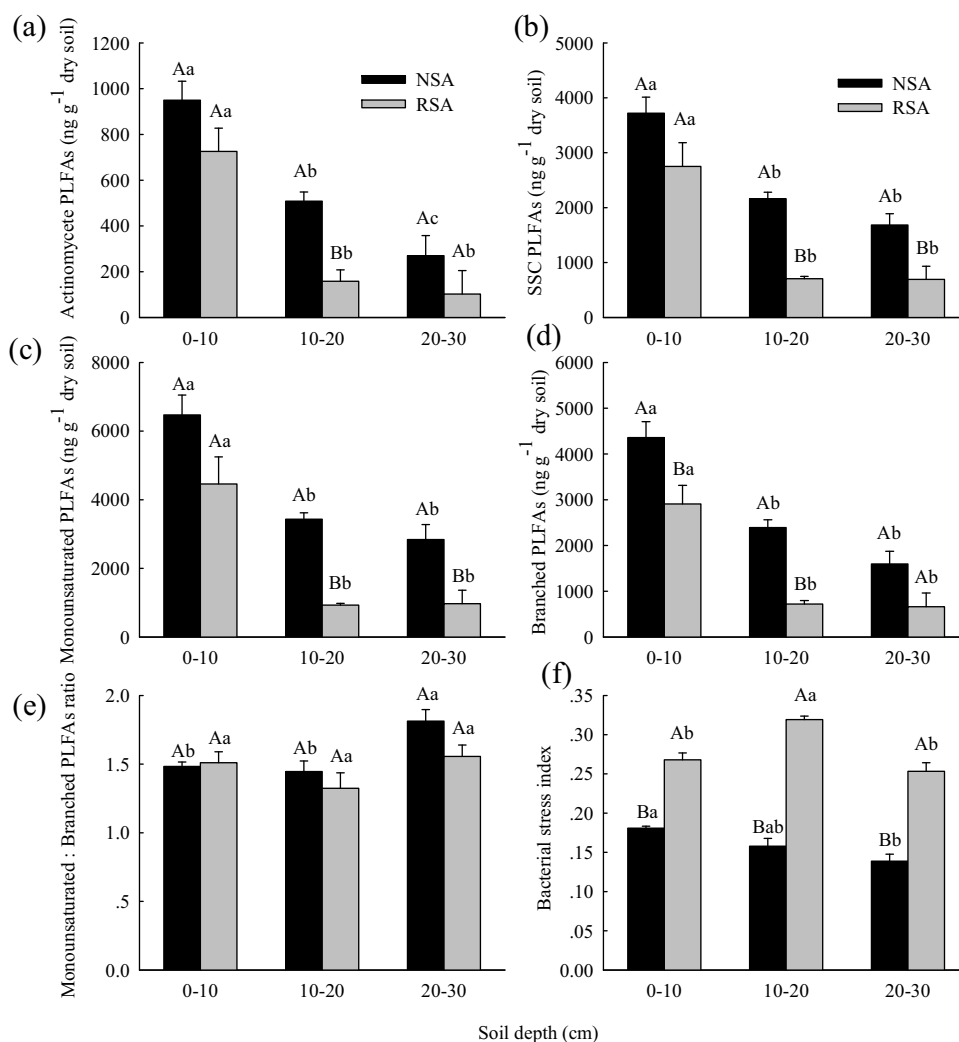 (a)
Actinomycete PLFAs (ng g⁻¹ dry soil)
1200
1000
800
600
400
200
0
Aa
Aa
Ab
Bb
Ac
Ab
NSA
RSA
0-10
10-20
20-30
(b)
SSC PLFAs (ng g⁻¹ dry soil)
5000
4000
3000
2000
1000
0
Aa
Aa
Ab
Bb
Ab
Bb
NSA
RSA
0-10
10-20
20-30
(c)
Monounsaturated PLFAs (ng g⁻¹ dry soil)
8000
6000
4000
2000
0
Aa
Aa
Ab
Bb
Ab
Bb
0-10
10-20
20-30
(d)
Branched PLFAs (ng g⁻¹ dry soil)
6000
5000
4000
3000
2000
1000
0
Aa
Ba
Ab
Bb
Ab
Ab
0-10
10-20
20-30
(e)
Monounsaturated : Branched PLFAs ratio
2.0
1.5
1.0
.5
0.0
Ab
Aa
Ab
Aa
Aa
Aa
0-10
10-20
20-30
(f)
Bacterial stress index
.35
.30
.25
.20
.15
.10
.05
0.00
Ba
Ab
Bab
Aa
Bb
Ab
0-10
10-20
20-30
Soil depth (cm)